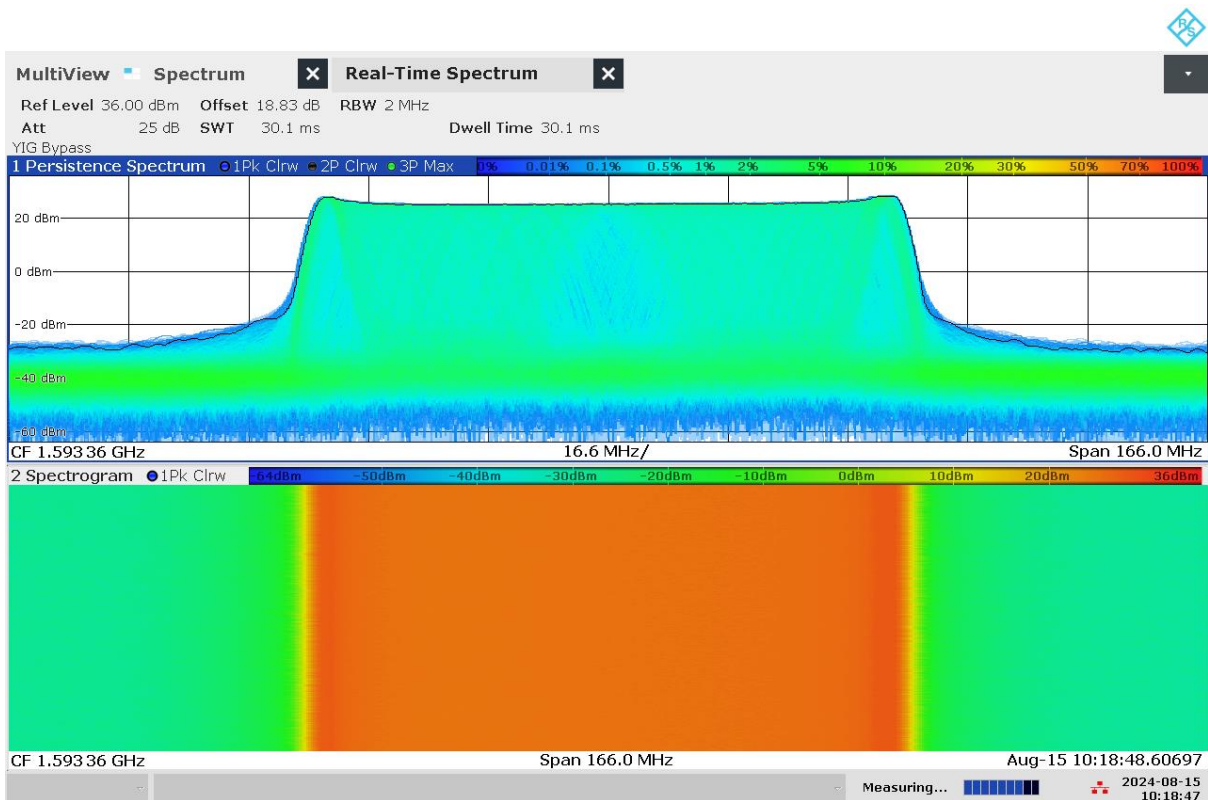 R&S
MultiView Spectrum Real-Time Spectrum
Ref Level 36.00 dBm Offset 18.83 dB RBW 2 MHz
Att 25 dB SWT 30.1 ms Dwell Time 30.1 ms
YIG Bypass
1 Persistence Spectrum 1Pk Clrw 2P Clrw 3P Max 0% 0.01% 0.1% 0.5% 1% 2% 5% 10% 20% 30% 50% 70% 100%
20 dBm
0 dBm
-20 dBm
-40 dBm
-60 dBm
CF 1.59336 GHz 16.6 MHz/ Span 166.0 MHz
2 Spectrogram 1Pk Clrw -64dBm -50dBm -40dBm -30dBm -20dBm -10dBm 0dBm 10dBm 20dBm 36dBm
CF 1.59336 GHz Span 166.0 MHz Aug-15 10:18:48.60697
Measuring... 2024-08-15
10:18:47